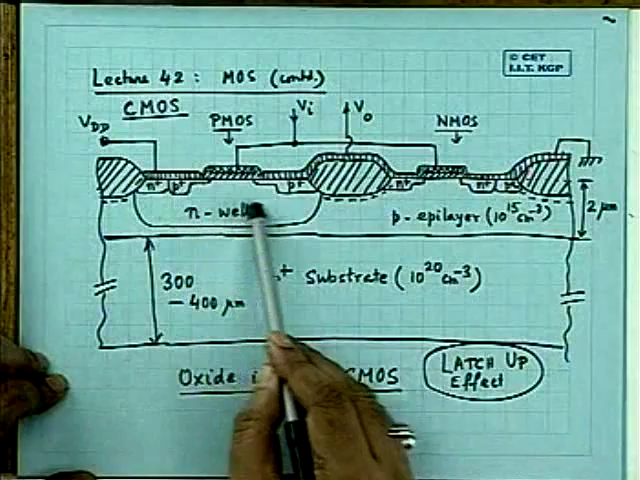 © CET
I.I.T. KGP
Lecture 42 : MOS (contd.)
CMOS
VDD
PMOS
Vi
Vo
NMOS
n+ p+ p+ n+ n+ p+
n-well
p-epilayer (10^15 cm^-3)
2 μm
300
-400 μm
+ Substrate (10^20 cm^-3)
Oxide CMOS
LATCH UP
Effect